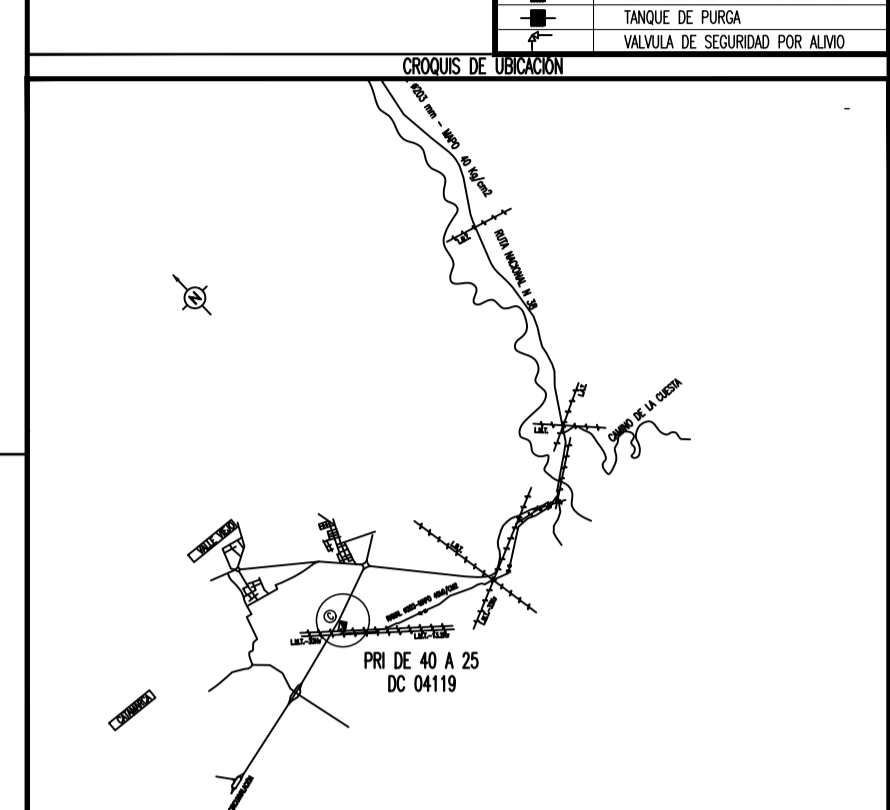 TANQUE DE PURGA
VALVULA DE SEGURIDAD POR ALIVIO
CROQUIS DE UBICACIÓN
Ø203 mm - MAPO 40 Kg/cm2
L.B.T.
RUTA NACIONAL N 38
N
CAMINO DE LA CUESTA
VALLE VIEJO
C
PRI DE 40 A 25
DC 04119
CATAMARCA